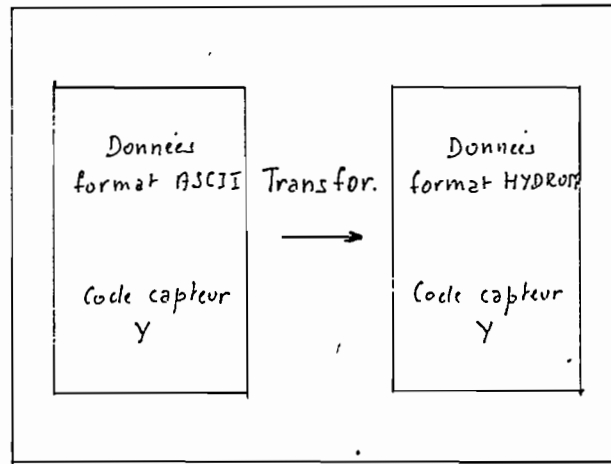 Données
format ASCII
Code capteur
Y
Transfor.
Données
format HYDROM
Code capteur
Y